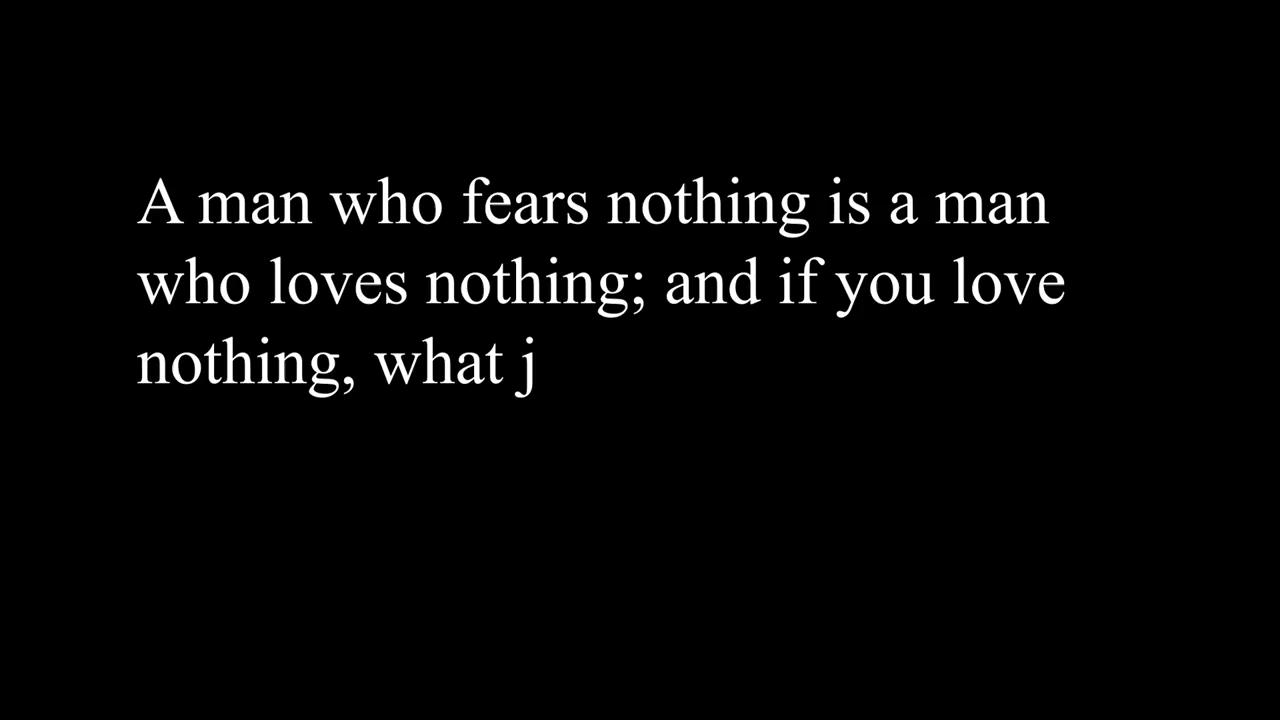 A man who fears nothing is a man
who loves nothing; and if you love
nothing, what j